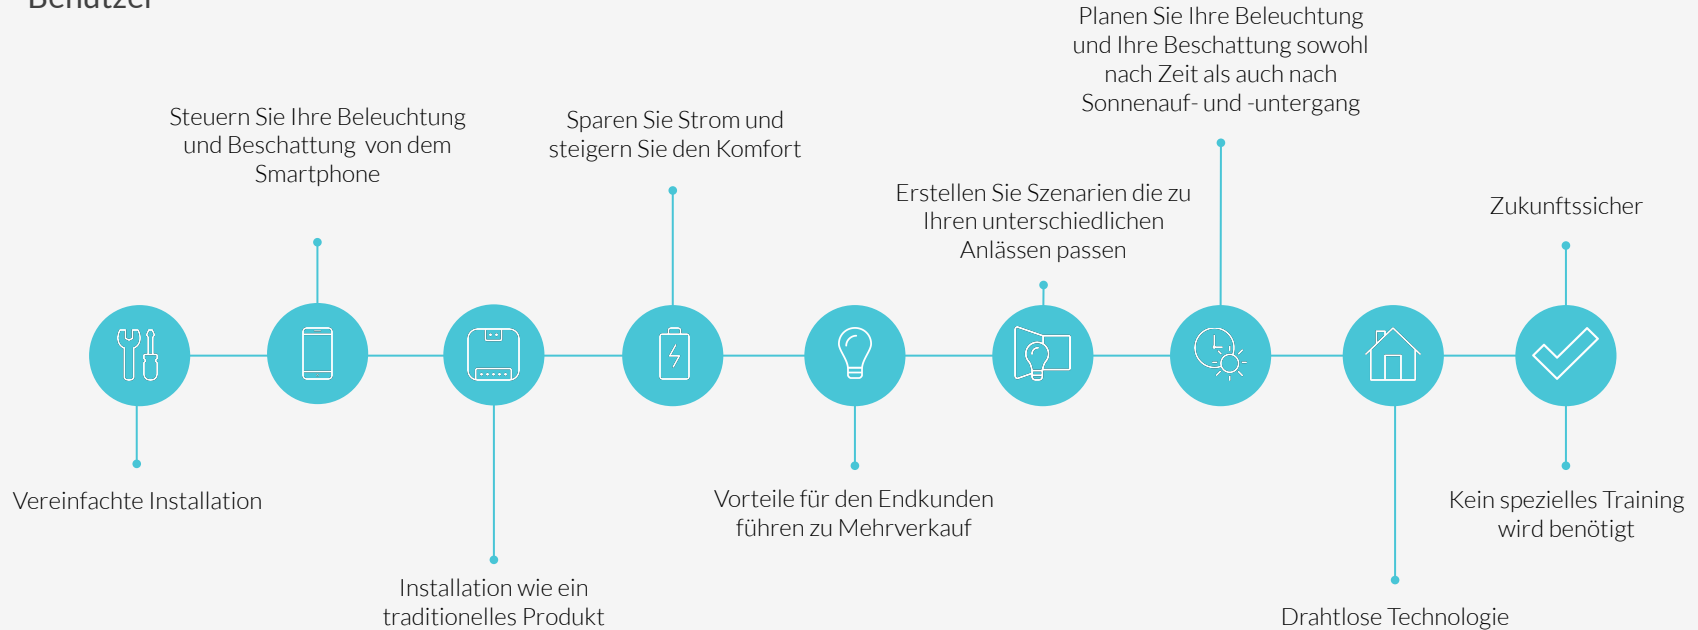 Benutzer
Planen Sie Ihre Beleuchtung
und Ihre Beschattung sowohl
nach Zeit als auch nach
Sonnenauf- und -untergang
Steuern Sie Ihre Beleuchtung
und Beschattung von dem
Smartphone
Sparen Sie Strom und
steigern Sie den Komfort
Erstellen Sie Szenarien die zu
Ihren unterschiedlichen
Anlässen passen
Zukunftssicher
Vereinfachte Installation
Vorteile für den Endkunden
führen zu Mehrverkauf
Kein spezielles Training
wird benötigt
Installation wie ein
traditionelles Produkt
Drahtlose Technologie